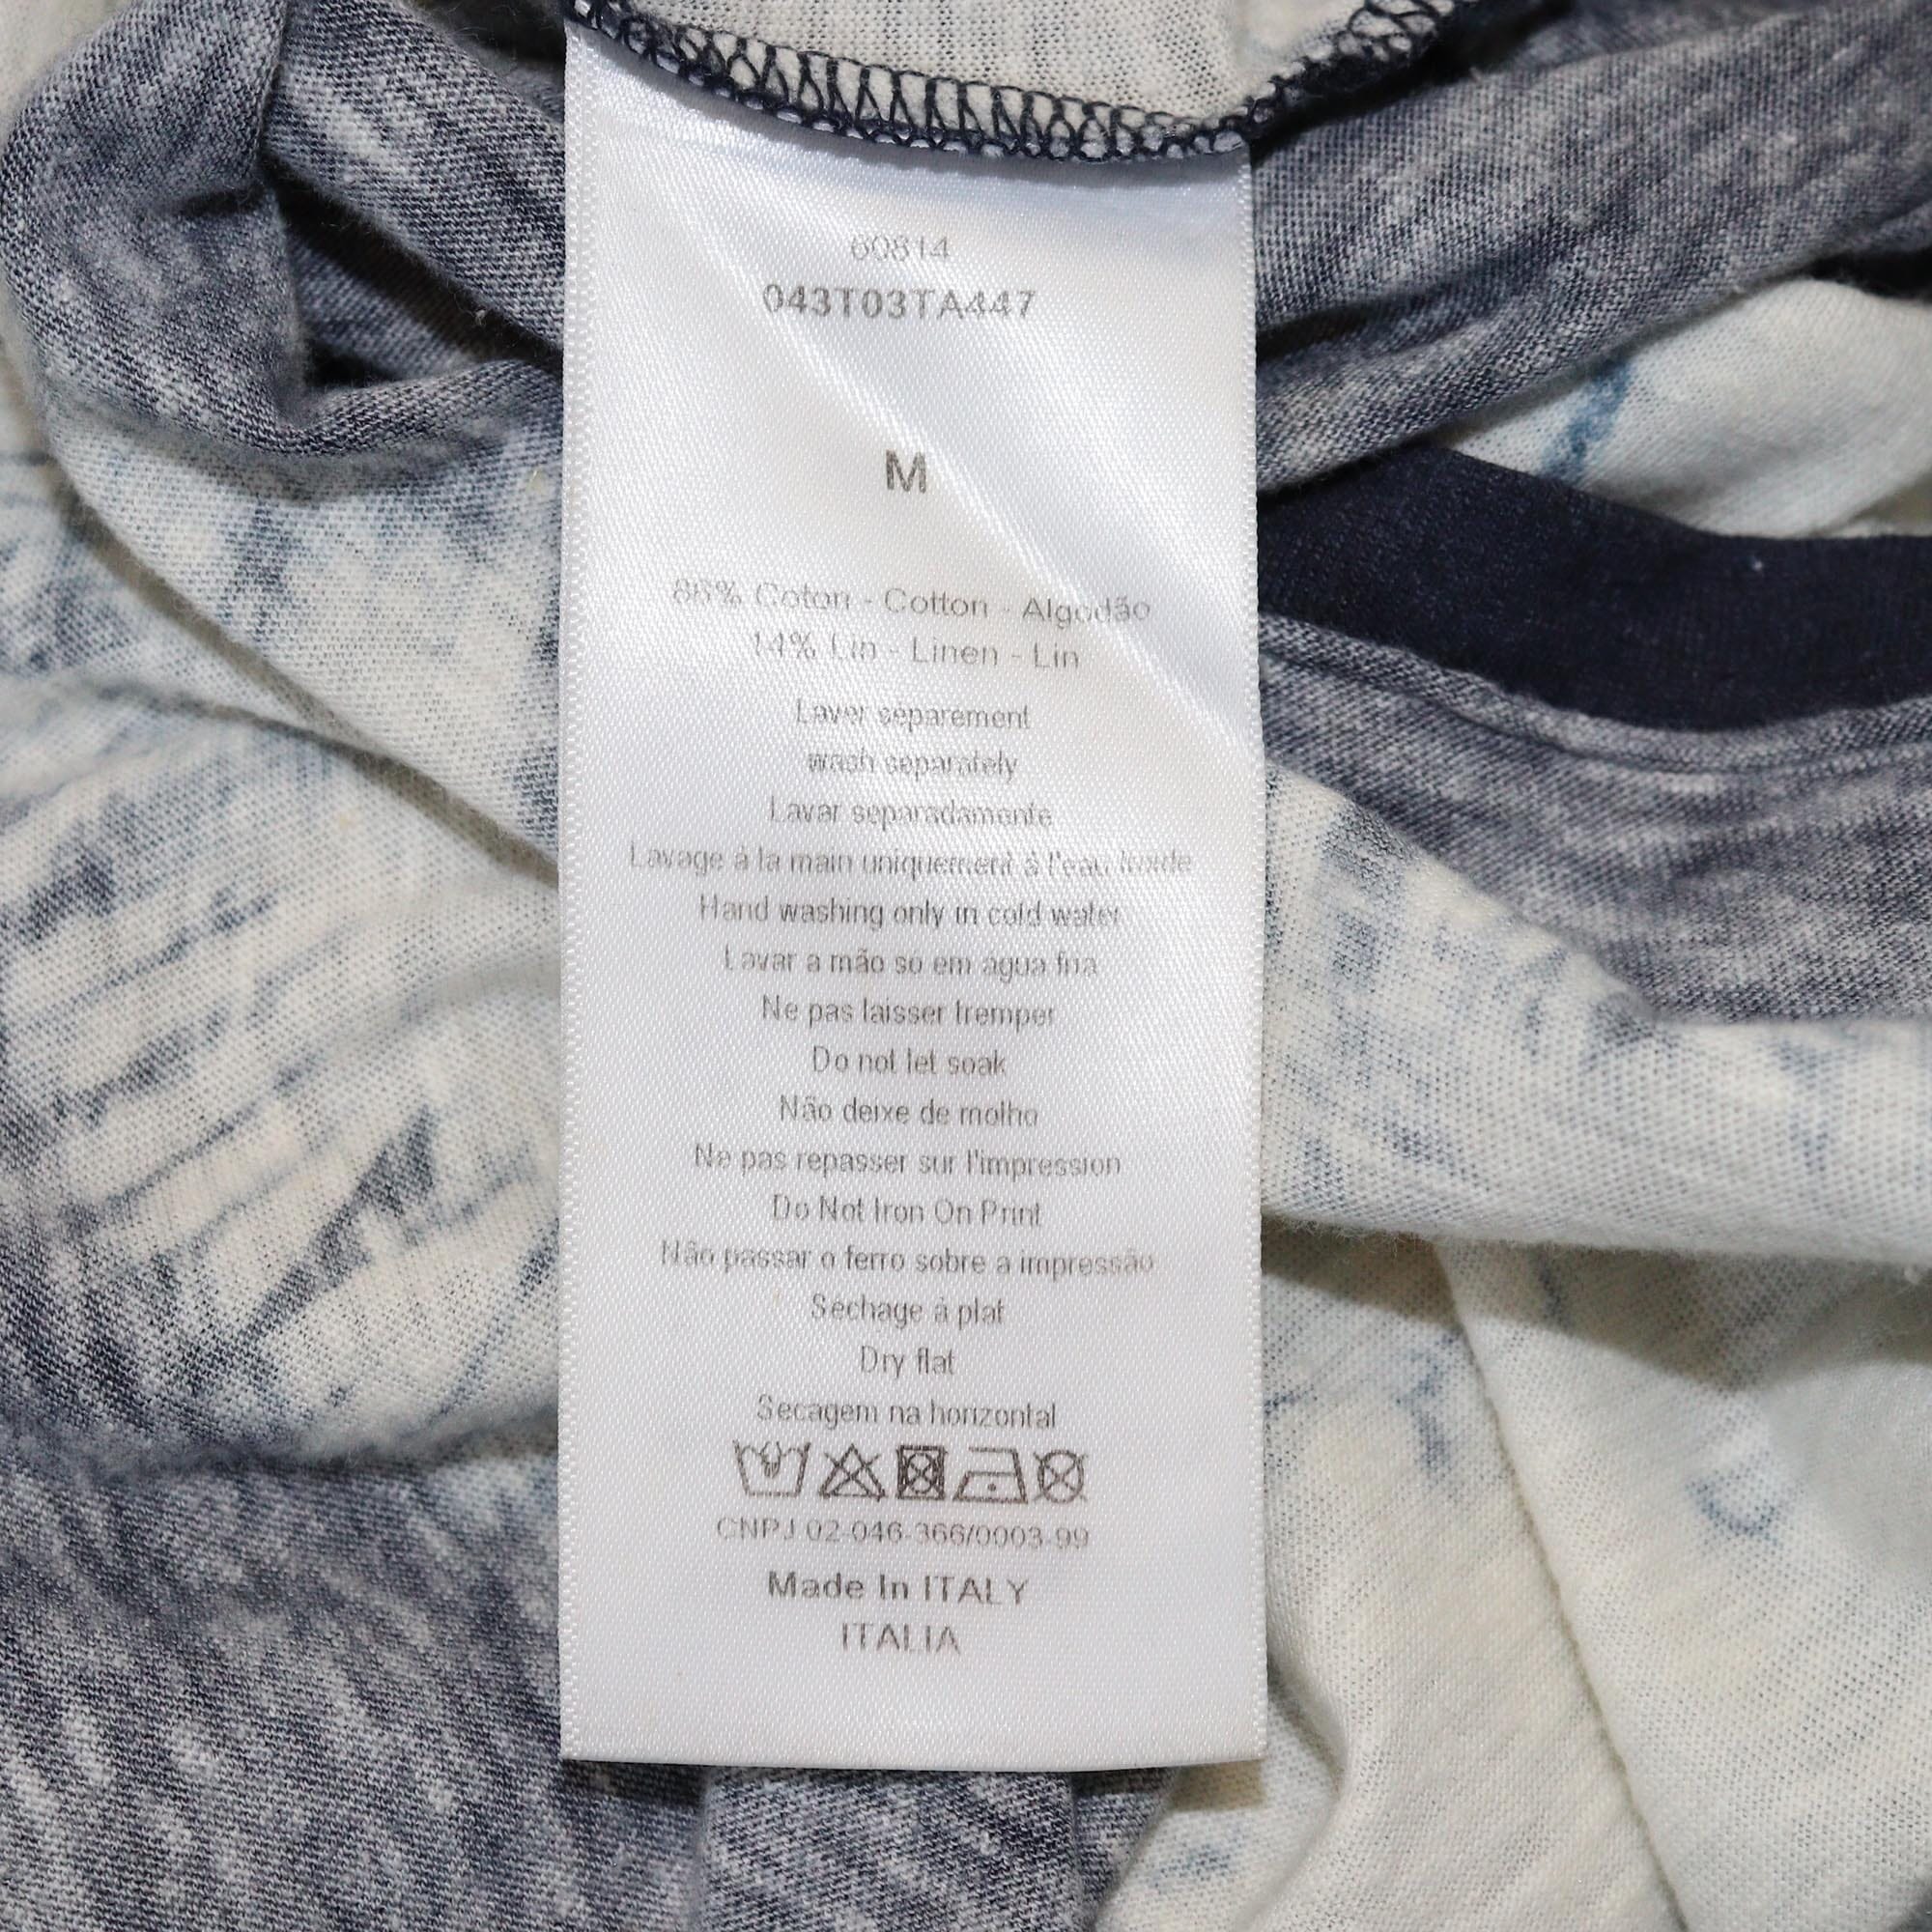 60814
043T03TA447
M
86% Coton - Cotton - Algodão
14% Lin - Linen - Lin
Laver séparément
wash separately
Lavar separadamente
Lavage à la main uniquement à l'eau froide
Hand washing only in cold water
Lavar a mão so em água fria
Ne pas laisser tremper
Do not let soak
Não deixe de molho
Ne pas repasser sur l'impression
Do Not Iron On Print
Não passar o ferro sobre a impressão
Séchage à plat
Dry flat
Secagem na horizontal
CNPJ 02-046-366/0003-99
Made In ITALY
ITALIA